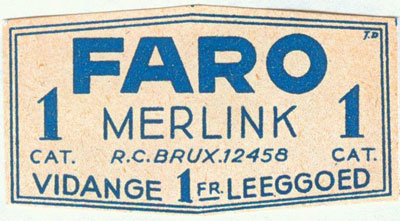 T.D
FARO
1 MERLINK 1
CAT. R.C.BRUX.12458 CAT.
VIDANGE 1 FR. LEEGGOED